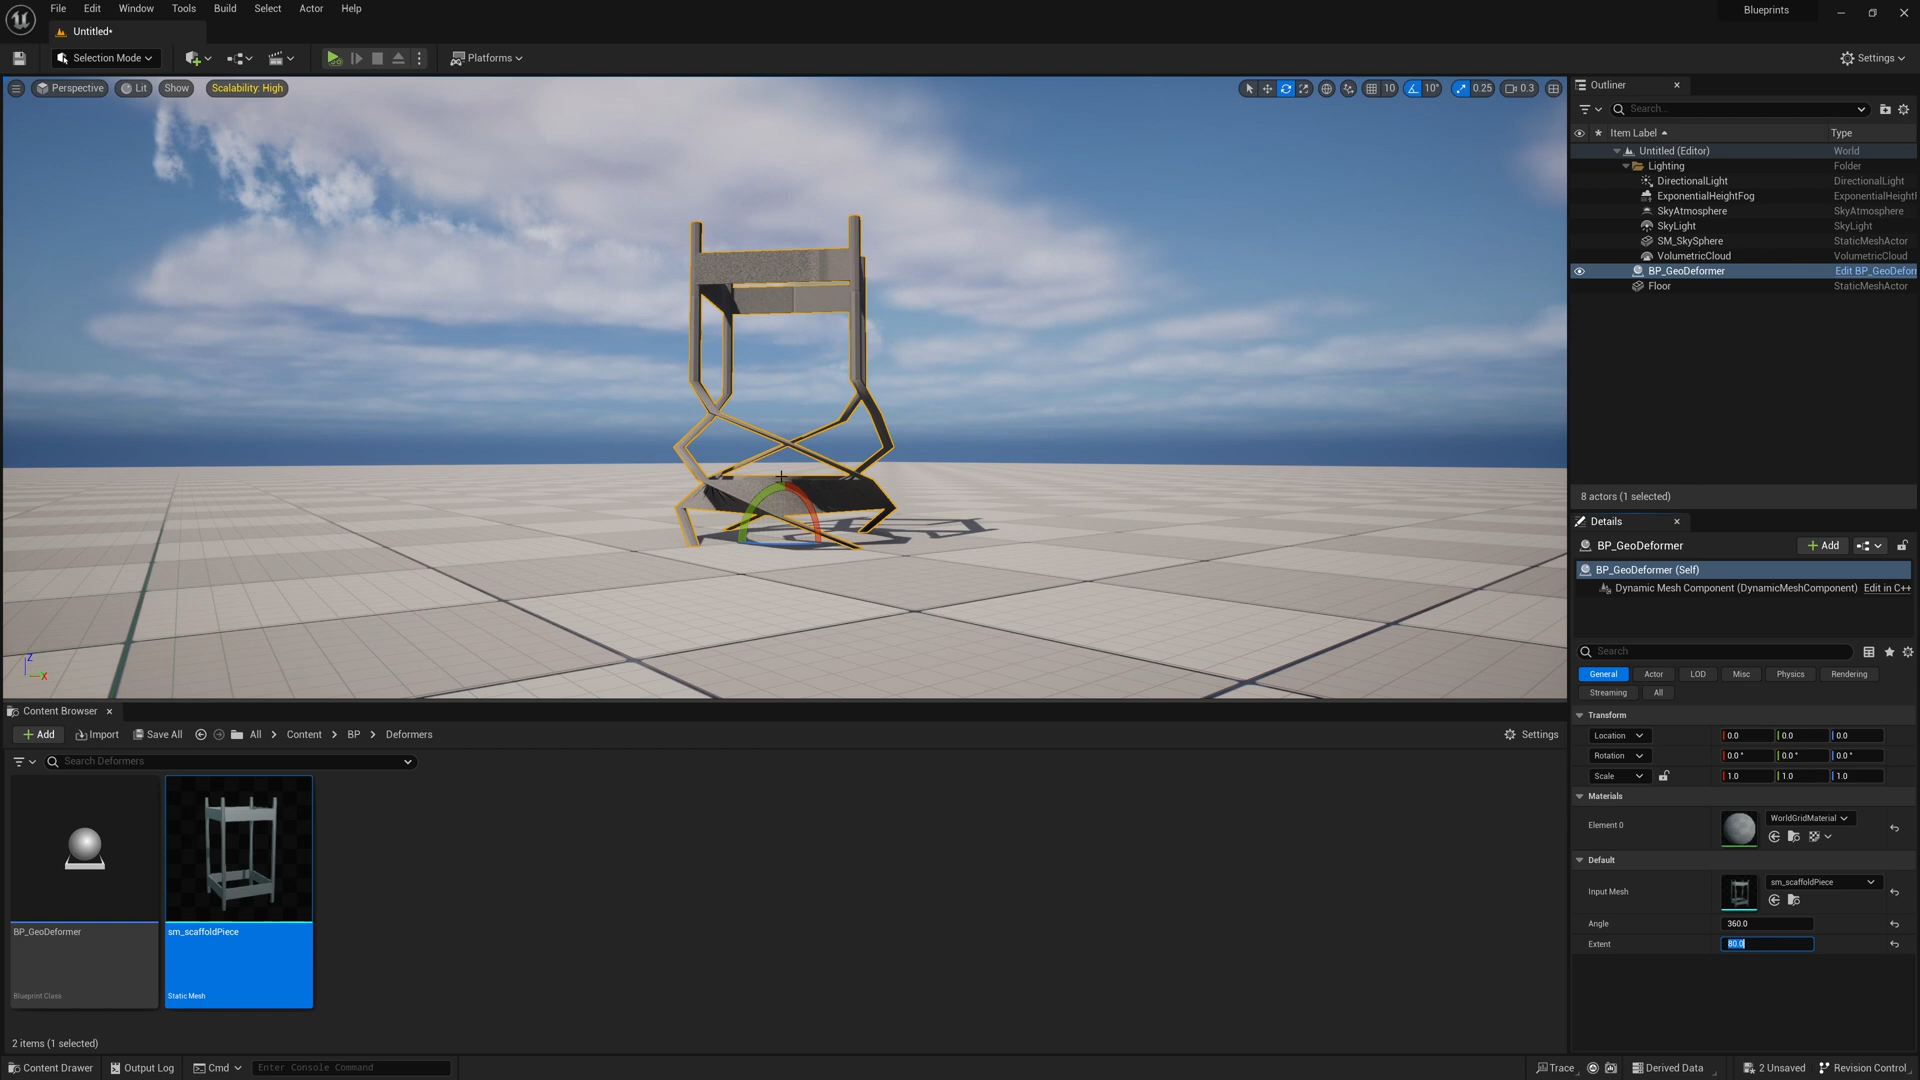 File Edit Window Tools Build Select Actor Help
Blueprints
Untitled*
Selection Mode
Platforms
Settings
Perspective Lit Show Scalability: High
10 10° 0.25 0.3
Z
X
Outliner
Search...
Item Label Type
Untitled (Editor) World
Lighting Folder
DirectionalLight DirectionalLight
ExponentialHeightFog ExponentialHeightF
SkyAtmosphere SkyAtmosphere
SkyLight SkyLight
SM_SkySphere StaticMeshActor
VolumetricCloud VolumetricCloud
BP_GeoDeformer Edit BP_GeoDefor
Floor StaticMeshActor
8 actors (1 selected)
Details
BP_GeoDeformer
Add
BP_GeoDeformer (Self)
Dynamic Mesh Component (DynamicMeshComponent) Edit in C++
Search
General Actor LOD Misc Physics Rendering
Streaming All
Transform
Location 0.0 0.0 0.0
Rotation 0.0° 0.0° 0.0°
Scale 1.0 1.0 1.0
Materials
Element 0 WorldGridMaterial
Default
Input Mesh sm_scaffoldPiece
Angle 360.0
Extent 80.0
Content Browser
Add Import Save All All Content BP Deformers
Settings
Search Deformers
BP_GeoDeformer
Blueprint Class
sm_scaffoldPiece
Static Mesh
2 items (1 selected)
Content Drawer Output Log Cmd Enter Console Command
Trace Derived Data 2 Unsaved Revision Control